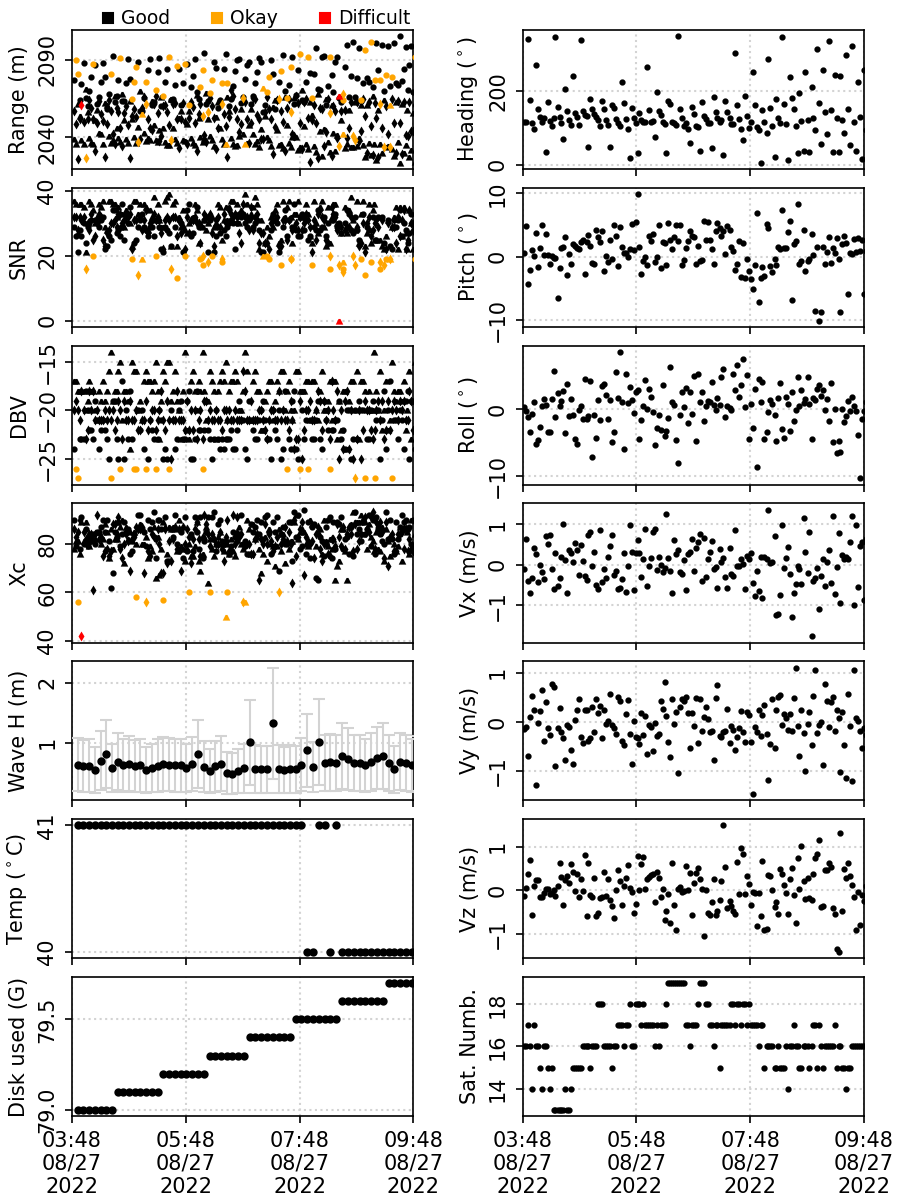 Good Okay Difficult
Range (m)
2090
2040
Heading (°)
200
0
SNR
40
20
0
Pitch (°)
10
0
−10
DBV
−15
−20
−25
Roll (°)
0
−10
Xc
80
60
40
Vx (m/s)
1
0
−1
Wave H (m)
2
1
Vy (m/s)
1
0
−1
Temp (°C)
41
40
Vz (m/s)
1
0
−1
Disk used (G)
79.5
79.0
Sat. Numb.
18
16
14
03:48 05:48 07:48 09:48
08/27 08/27 08/27 08/27
2022 2022 2022 2022
03:48 05:48 07:48 09:48
08/27 08/27 08/27 08/27
2022 2022 2022 2022